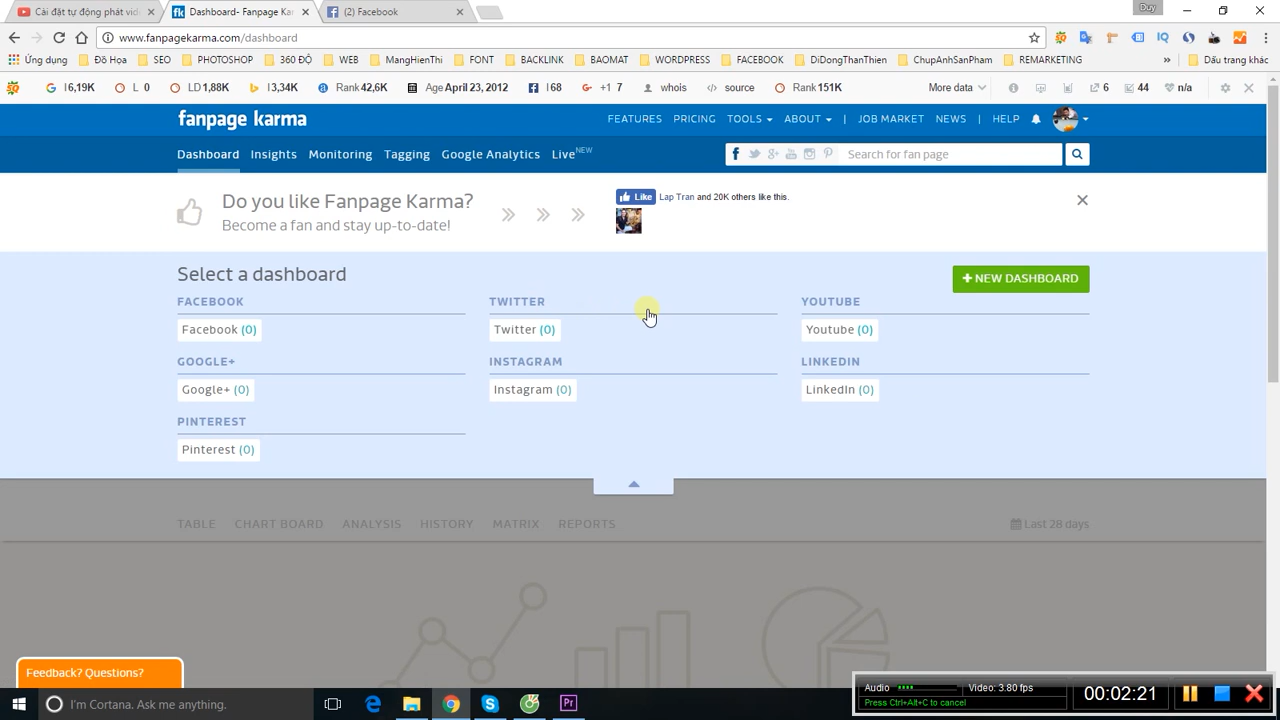 Cài đặt tự động phát vid
Dashboard- Fanpage Kar
(2) Facebook
Duy
www.fanpagekarma.com/dashboard
Ứng dụng
Đồ Họa
SEO
PHOTOSHOP
360 ĐỘ
WEB
MangHienThi
FONT
BACKLINK
BAOMAT
WORDPRESS
FACEBOOK
DiDongThanThien
ChupAnhSanPham
REMARKETING
»
Dấu trang khác
I 6,19K
L 0
LD 1,88K
I 3,34K
Rank 42,6K
Age April 23, 2012
I 68
+1 7
whois
source
Rank 151K
More data
6
44
n/a
fanpage karma
FEATURES PRICING TOOLS ABOUT | JOB MARKET NEWS | HELP
Dashboard Insights Monitoring Tagging Google Analytics Live NEW
Search for fan page
Do you like Fanpage Karma?
Become a fan and stay up-to-date!
Like Lap Tran and 20K others like this.
Select a dashboard
+ NEW DASHBOARD
FACEBOOK
TWITTER
YOUTUBE
Facebook (0)
Twitter (0)
Youtube (0)
GOOGLE+
INSTAGRAM
LINKEDIN
Google+ (0)
Instagram (0)
LinkedIn (0)
PINTEREST
Pinterest (0)
TABLE CHART BOARD ANALYSIS HISTORY MATRIX REPORTS
Last 28 days
Feedback? Questions?
Audio
Video: 3.80 fps
Press Ctrl+Alt+C to cancel
00:02:21
I'm Cortana. Ask me anything.
Pr